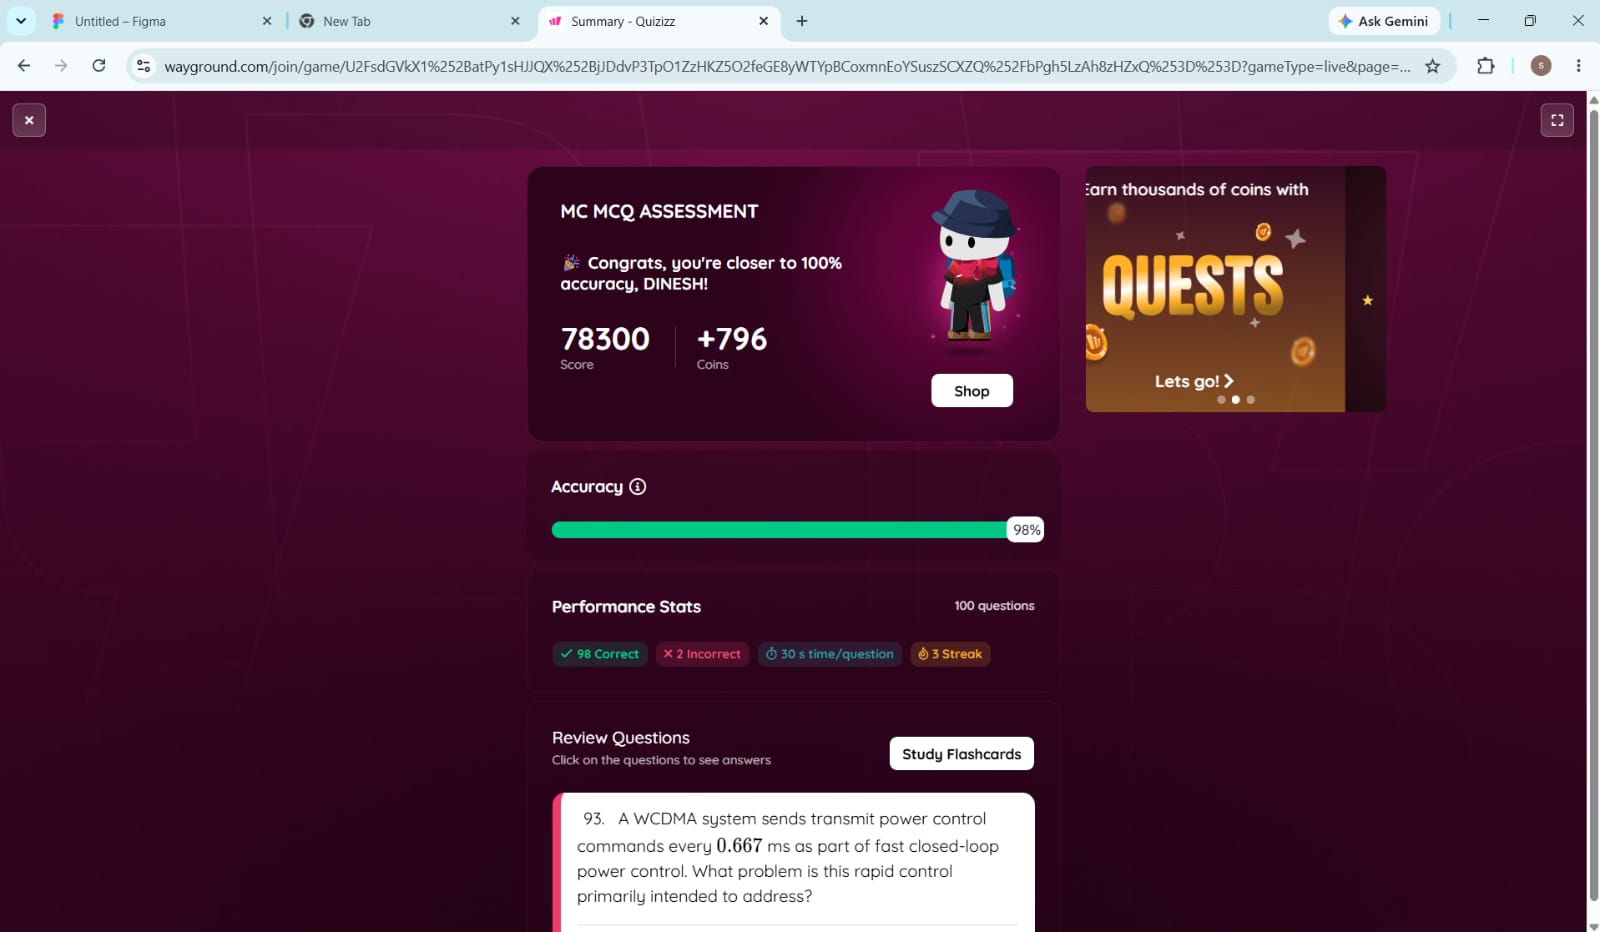 Untitled – Figma
New Tab
Summary - Quizizz
Ask Gemini
wayground.com/join/game/U2FsdGVkX1%252BatPy1sHJJQX%252BjJDdvP3TpO1ZzHKZ5O2feGE8yWTYpBCoxmnEoYSuszSCXZQ%252FbPgh5LzAh8zHZxQ%253D%253D?gameType=live&page=...
s
MC MCQ ASSESSMENT
Congrats, you're closer to 100%
accuracy, DINESH!
78300
Score
+796
Coins
Shop
Earn thousands of coins with
QUESTS
Lets go!
Accuracy
98%
Performance Stats
100 questions
98 Correct
2 Incorrect
30 s time/question
3 Streak
Review Questions
Click on the questions to see answers
Study Flashcards
93. A WCDMA system sends transmit power control
commands every 0.667 ms as part of fast closed-loop
power control. What problem is this rapid control
primarily intended to address?